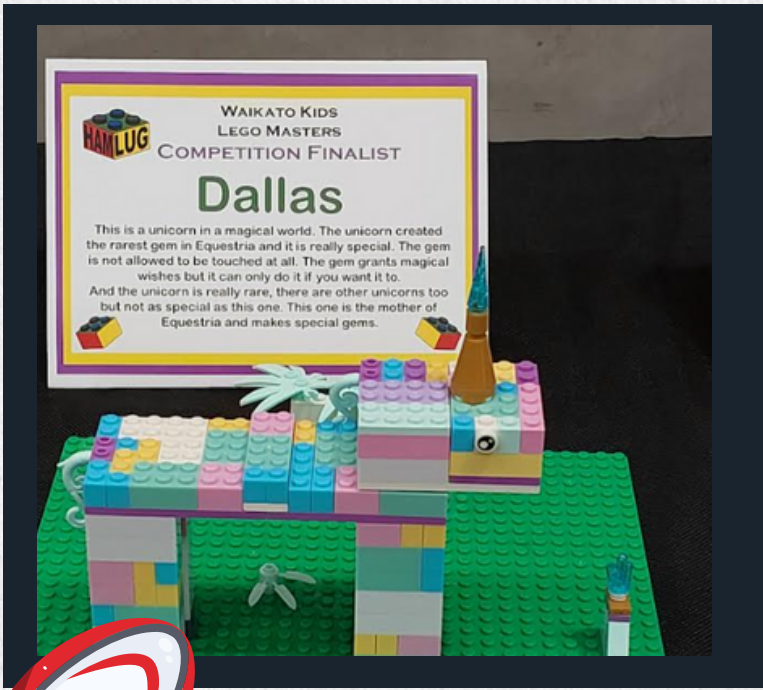 HAMLUG
WAIKATO KIDS
LEGO MASTERS
COMPETITION FINALIST
Dallas
This is a unicorn in a magical world. The unicorn created
the rarest gem in Equestria and it is really special. The gem
is not allowed to be touched at all. The gem grants magical
wishes but it can only do it if you want it to.
And the unicorn is really rare, there are other unicorns too
but not as special as this one. This one is the mother of
Equestria and makes special gems.